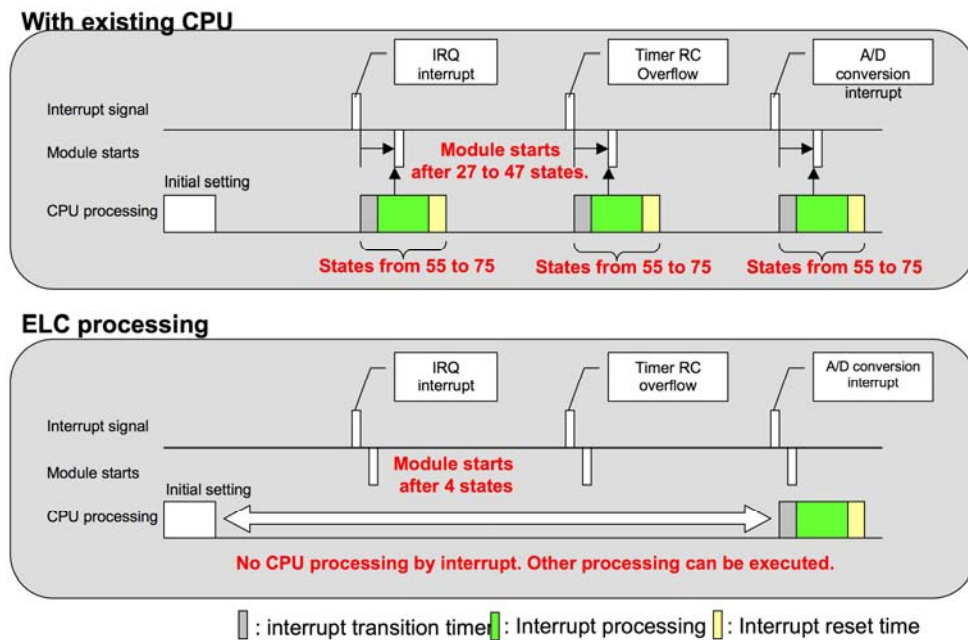 With existing CPU
IRQ
interrupt
Timer RC
Overflow
A/D
conversion
interrupt
Interrupt signal
Module starts
Module starts
after 27 to 47 states.
Initial setting
CPU processing
States from 55 to 75
States from 55 to 75
States from 55 to 75
ELC processing
IRQ
interrupt
Timer RC
overflow
A/D conversion
interrupt
Interrupt signal
Module starts
Module starts
after 4 states
Initial setting
CPU processing
No CPU processing by interrupt. Other processing can be executed.
: interrupt transition timer : Interrupt processing : Interrupt reset time